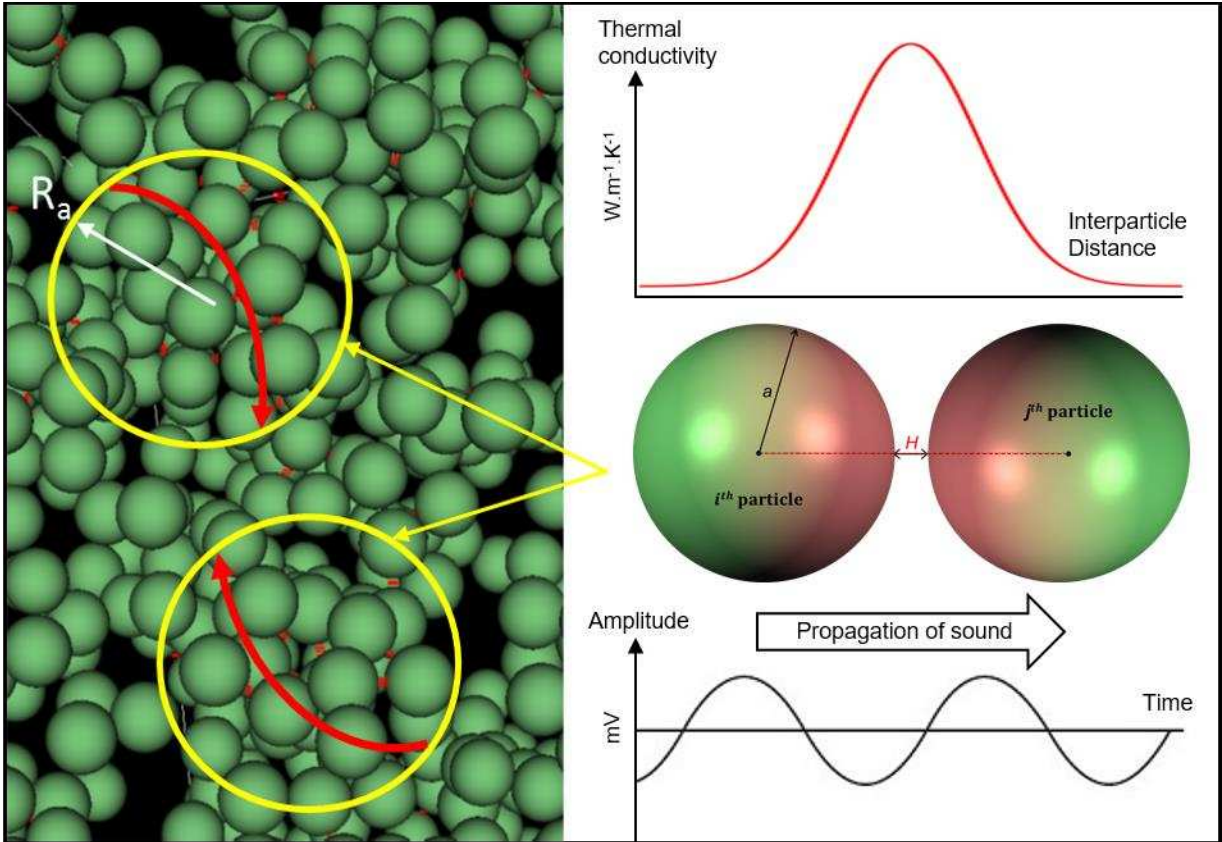 Rₐ
Thermal
conductivity
W.m⁻¹.K⁻¹
Interparticle
Distance
a
jᵗʰ particle
H
iᵗʰ particle
Amplitude
Propagation of sound
Time
mV